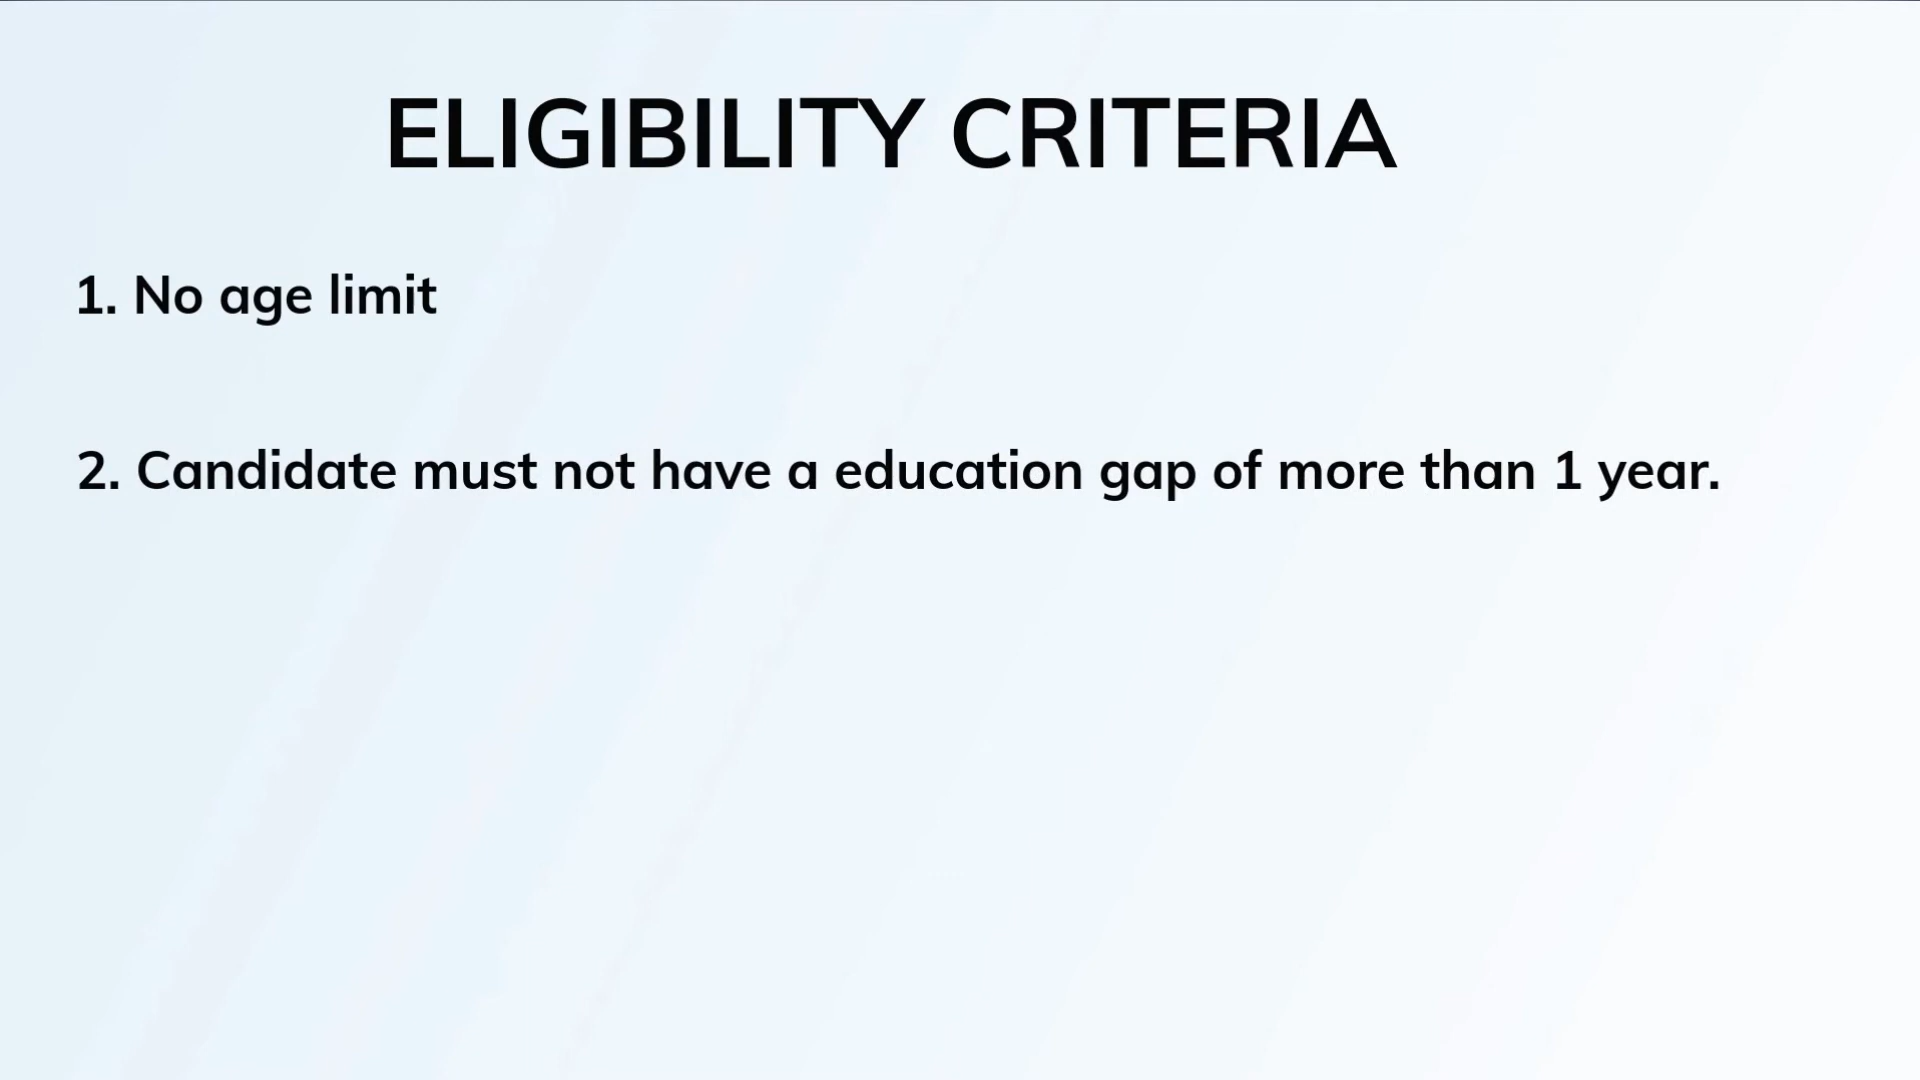 ELIGIBILITY CRITERIA
1. No age limit
2. Candidate must not have a education gap of more than 1 year.